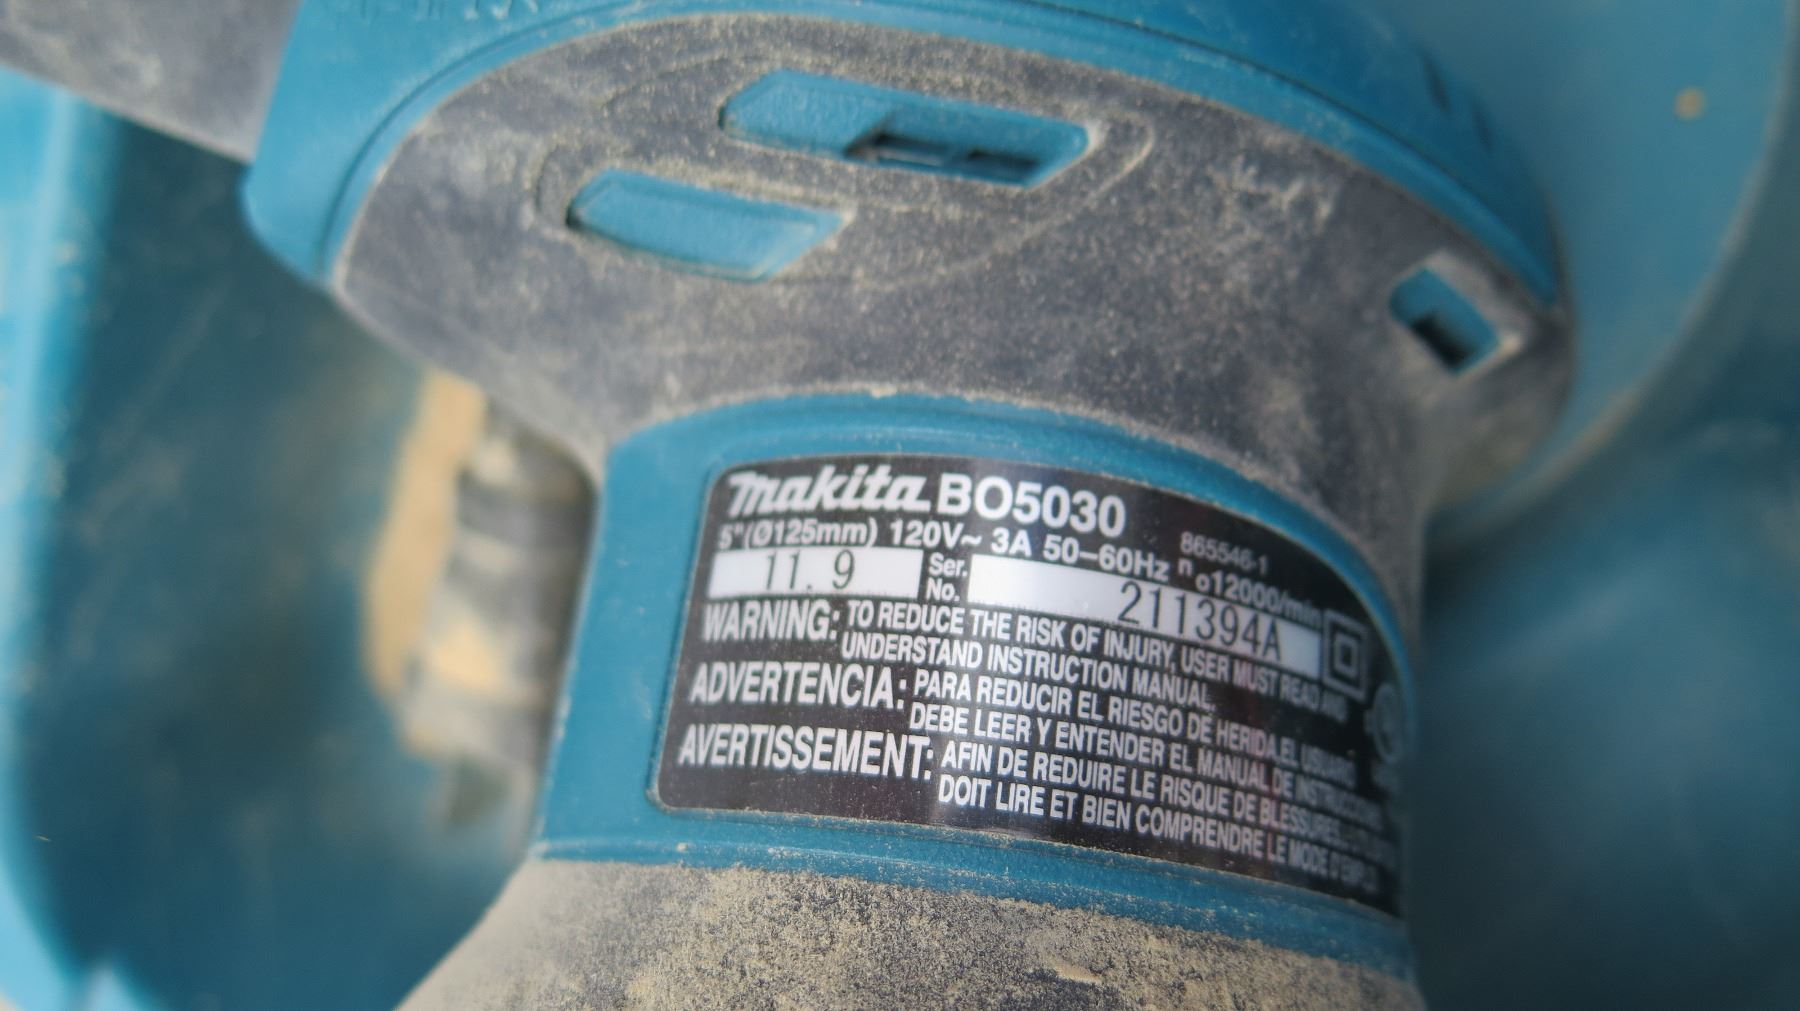 makita BO5030
5"(Ø125mm) 120V~ 3A 50–60Hz no12000/min
865546-1
11. 9 Ser. No. 211394A
WARNING: TO REDUCE THE RISK OF INJURY, USER MUST READ AND
UNDERSTAND INSTRUCTION MANUAL.
ADVERTENCIA: PARA REDUCIR EL RIESGO DE HERIDA, EL USUARIO
DEBE LEER Y ENTENDER EL MANUAL DE
AVERTISSEMENT: AFIN DE REDUIRE LE RISQUE DE BLESSURES,
DOIT LIRE ET BIEN COMPRENDRE LE MODE